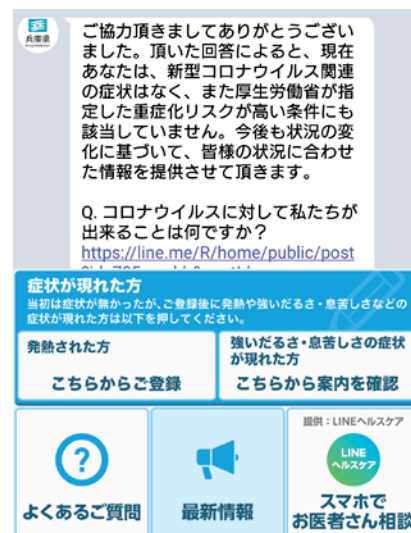 兵庫県
ご協力頂きましてありがとうござい
ました。頂いた回答によると、現在
あなたは、新型コロナウイルス関連
の症状はなく、また厚生労働省が指
定した重症化リスクが高い条件にも
該当していません。今後も状況の変
化に基づいて、皆様の状況に合わせ
た情報を提供させて頂きます。
Q. コロナウイルスに対して私たちが
出来ることは何ですか？
https://line.me/R/home/public/post
症状が現れた方
当初は症状が無かったが、ご登録後に発熱や強いだるさ・息苦しさなどの
症状が現れた方は以下を押してください。
発熱された方
こちらからご登録
強いだるさ・息苦しさの症状
が現れた方
こちらから案内を確認
?
よくあるご質問
最新情報
提供：LINEヘルスケア
LINE
ヘルスケア
スマホで
お医者さん相談